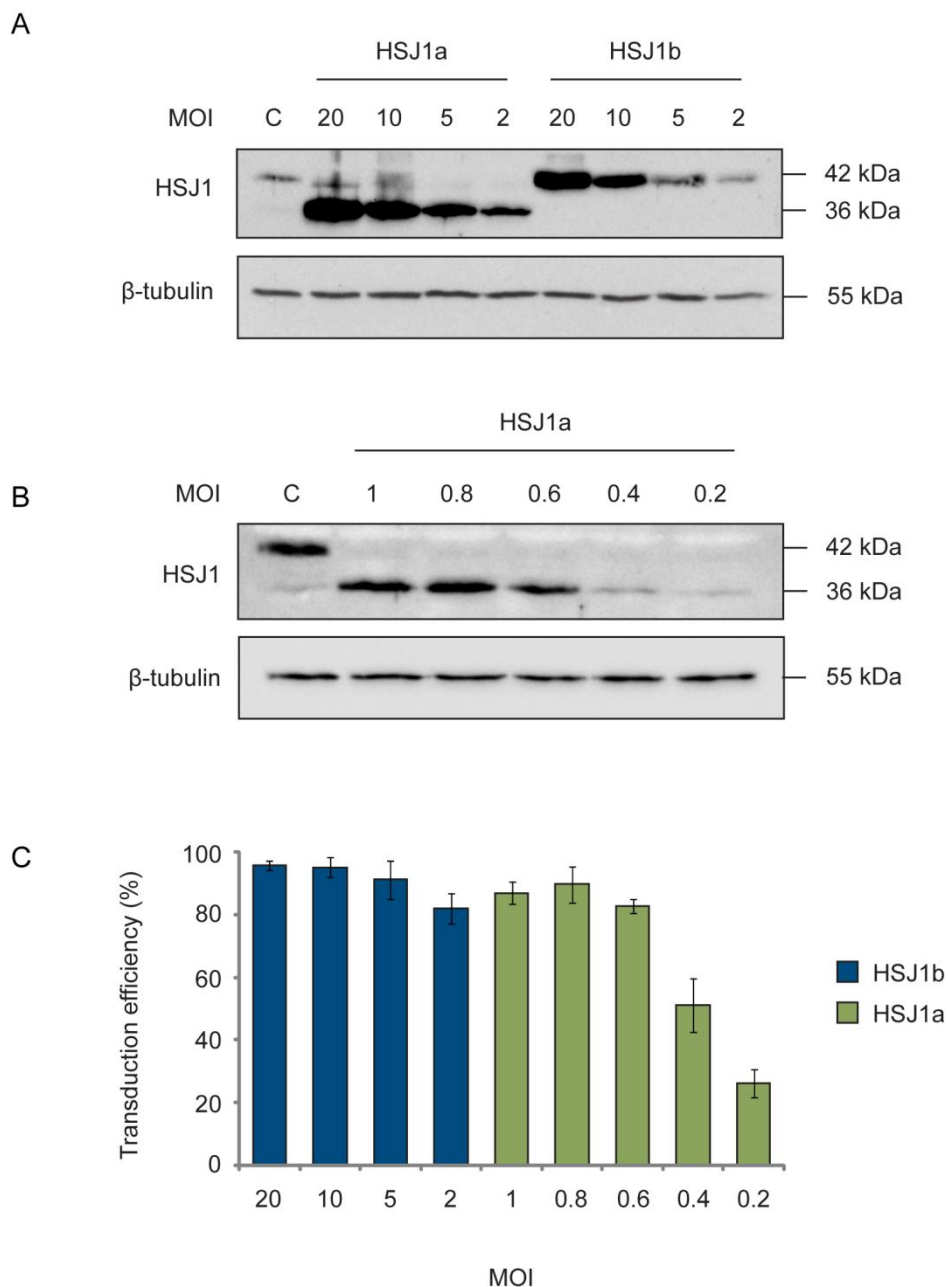 A
HSJ1a HSJ1b
MOI C 20 10 5 2 20 10 5 2
HSJ1 42 kDa
36 kDa
β-tubulin 55 kDa
HSJ1a
B MOI C 1 0.8 0.6 0.4 0.2
HSJ1 42 kDa
36 kDa
β-tubulin 55 kDa
C
Transduction efficiency (%)
100
80
60
40
20
0
20 10 5 2 1 0.8 0.6 0.4 0.2
MOI
HSJ1b
HSJ1a